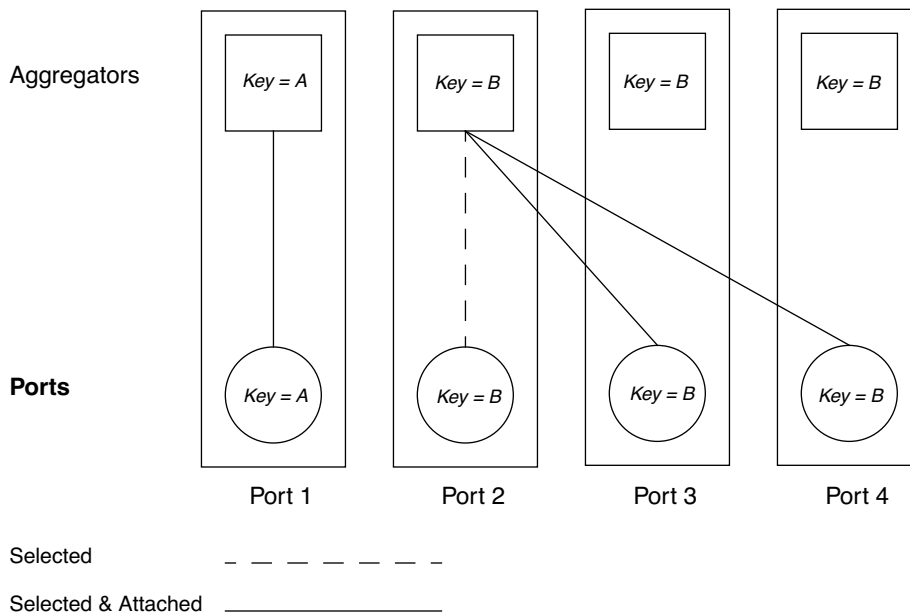 Aggregators
Key = A
Key = B
Key = B
Key = B
Ports
Key = A
Key = B
Key = B
Key = B
Port 1
Port 2
Port 3
Port 4
Selected
Selected & Attached